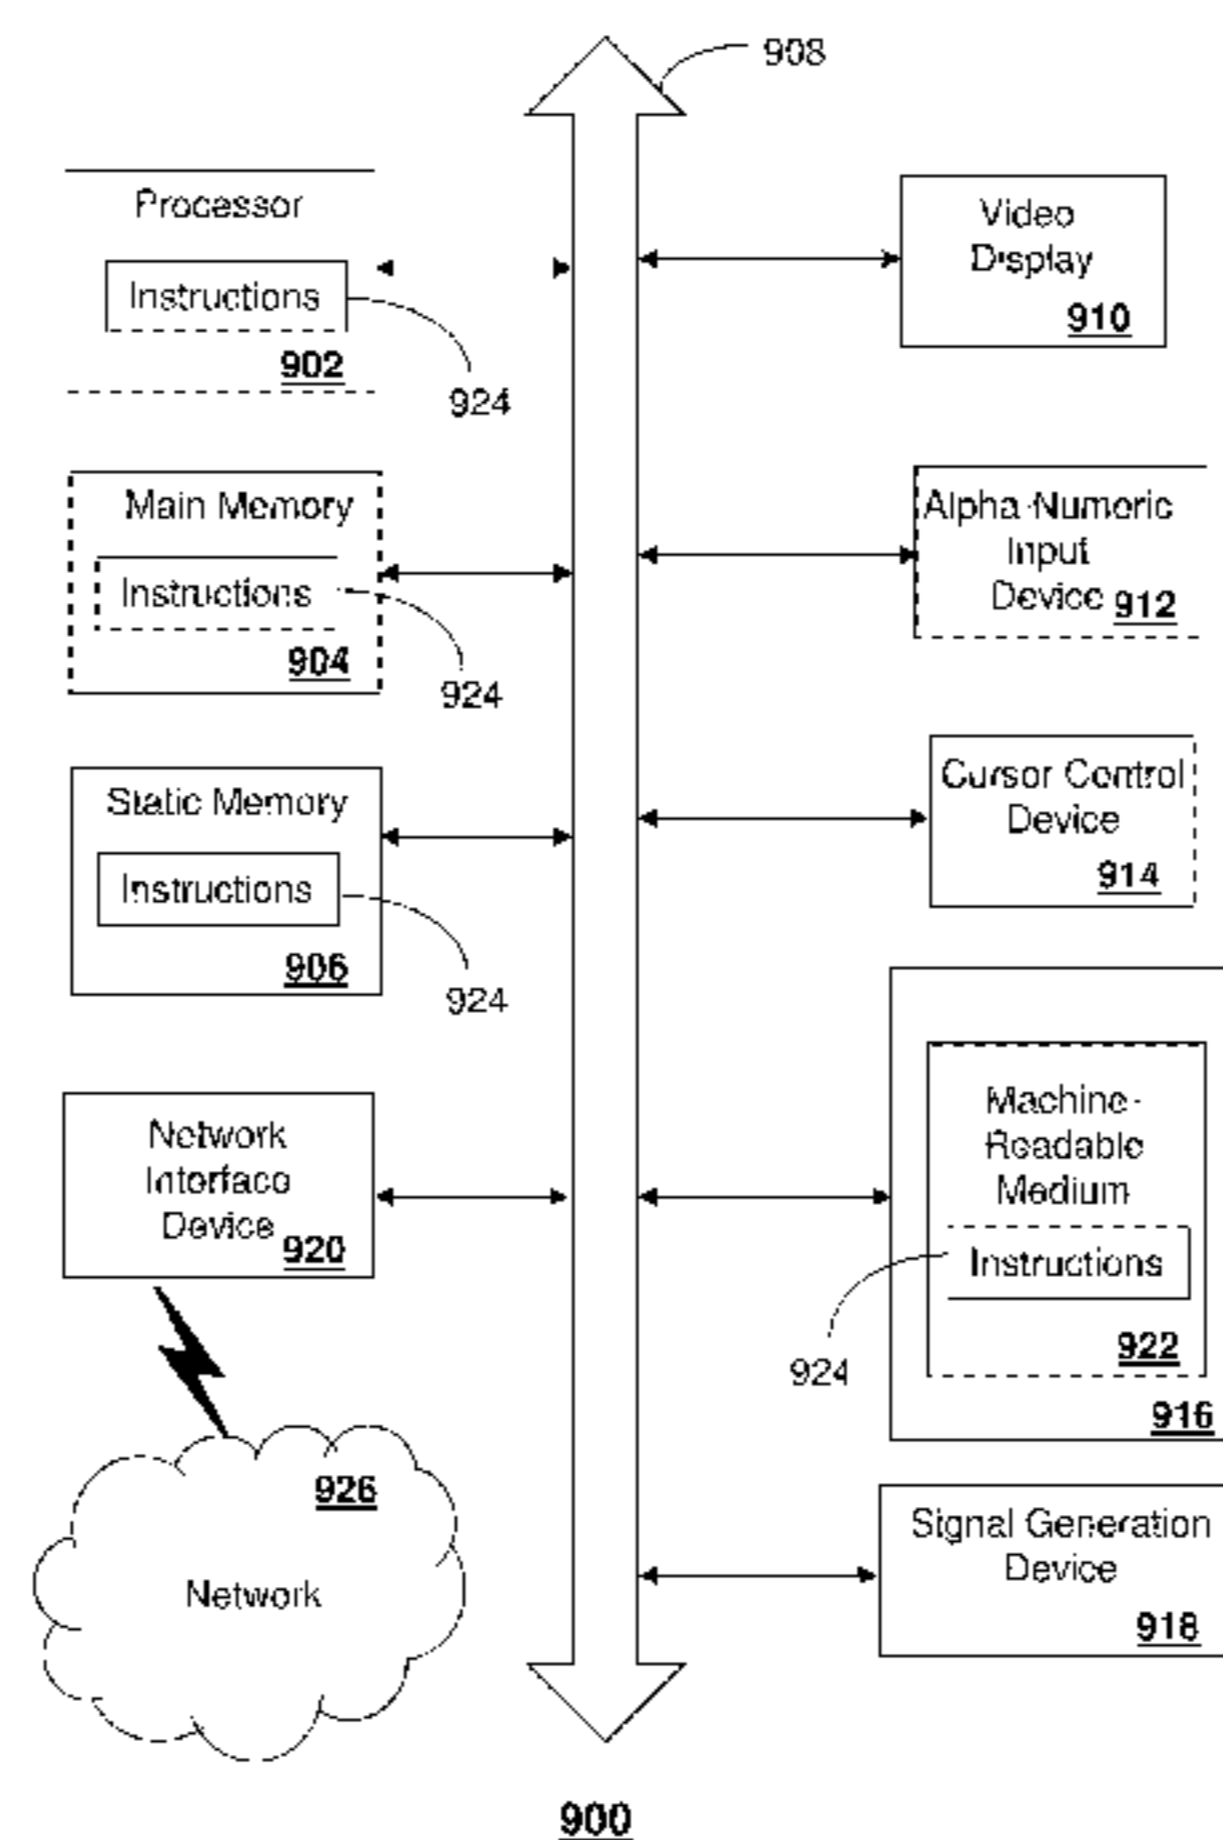 908
Processor
Instructions
902
924
Main Memory
Instructions
904
924
Static Memory
Instructions
906
924
Network
Interface
Device 920
926
Network
Video
Display
910
Alpha-Numeric
Input
Device 912
Cursor Control
Device
914
Machine-
Readable
Medium
Instructions
924
922
916
Signal Generation
Device
918
900